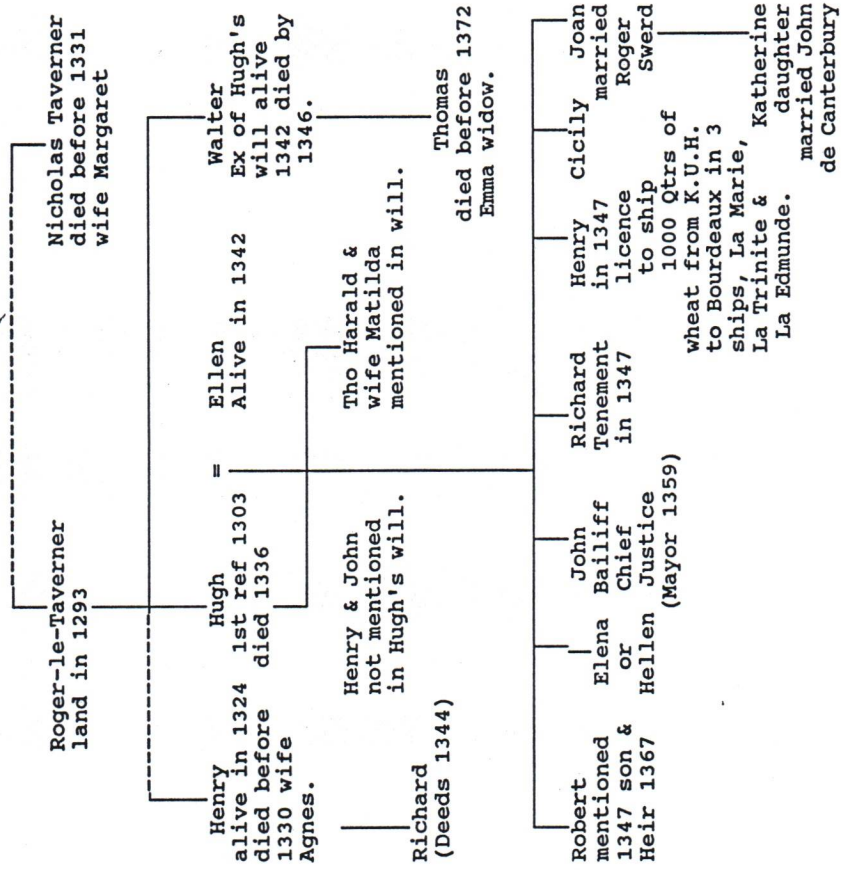 Roger-le-Taverner
land in 1293
Nicholas Taverner
died before 1331
wife Margaret
Henry
alive in 1324
died before
1330 wife
Agnes.
Hugh
1st ref 1303
died 1336
=
Ellen
Alive in 1342
Walter
Ex of Hugh's
will alive
1342 died by
1346.
Richard
(Deeds 1344)
Henry & John
not mentioned
in Hugh's will.
Tho Harald &
wife Matilda
mentioned in will.
Thomas
died before 1372
Emma widow.
Robert
mentioned
1347 son &
Heir 1367
Elena
or
Hellen
John
Bailiff
Chief
Justice
(Mayor 1359)
Richard
Tenement
in 1347
Henry
in 1347
licence
to ship
1000 Qtrs of
wheat from K.U.H.
to Bourdeaux in 3
ships, La Marie,
La Trinite &
La Edmunde.
Cicily
Joan
married
Roger
Swerd
Katherine
daughter
married John
de Canterbury